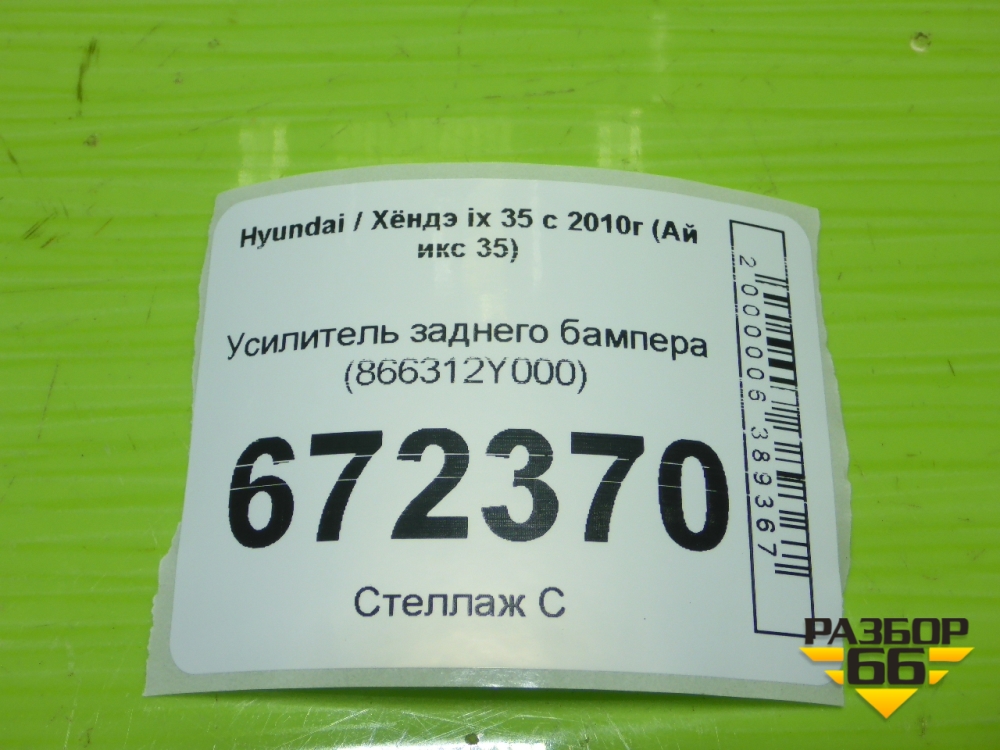 Hyundai / Хёндэ ix 35 с 2010г (Ай
икс 35)
Усилитель заднего бампера
(866312Y000)
672370
Стеллаж С
2000006389367
РАЗБОР
66